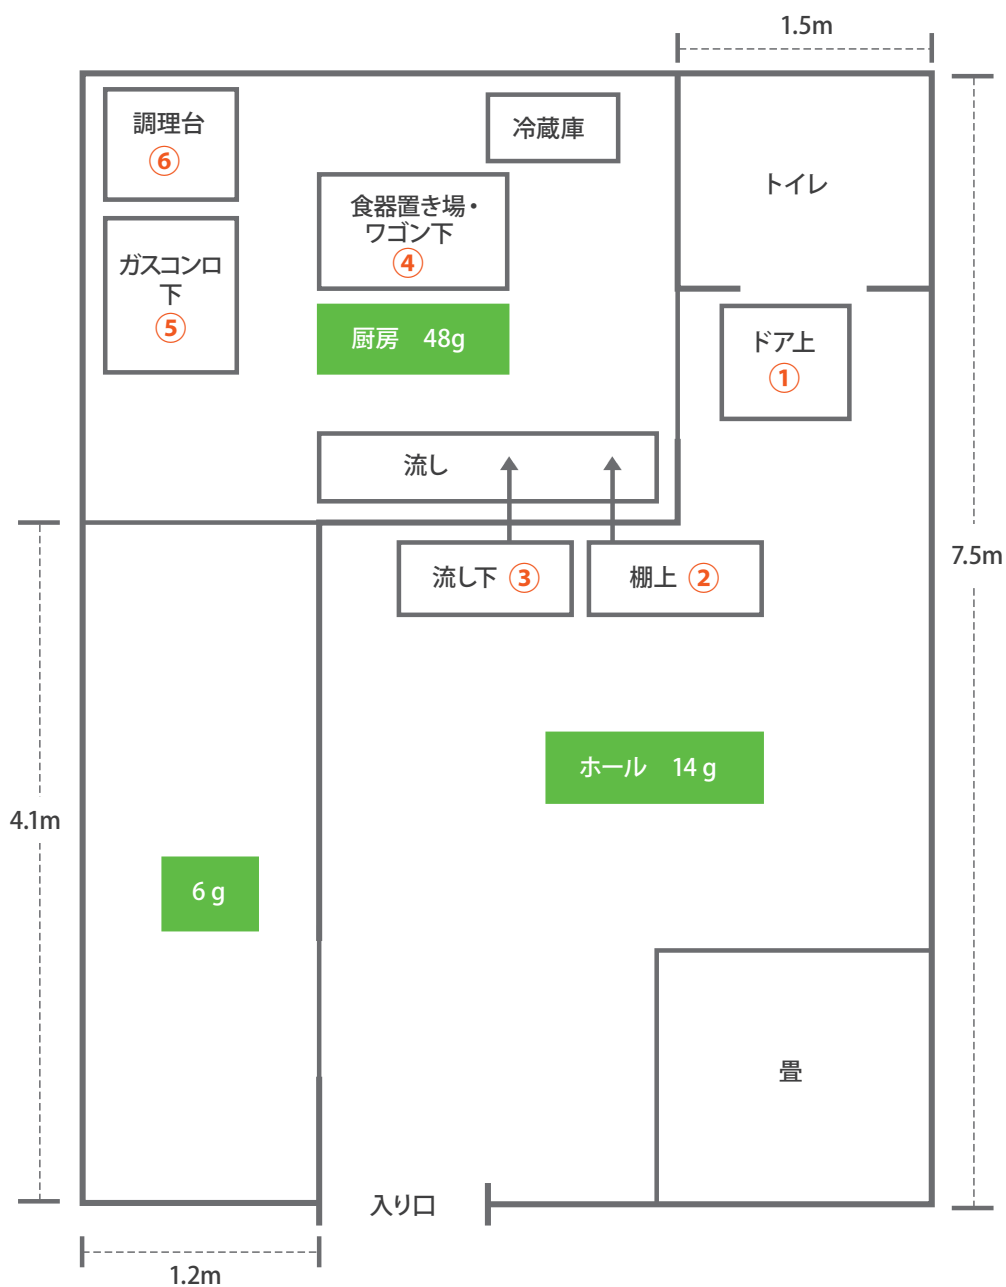 1.5m
調理台
⑥
冷蔵庫
トイレ
食器置き場・
ワゴン下
④
ガスコンロ
下
⑤
厨房 48g
ドア上
①
流し
流し下 ③
棚上 ②
7.5m
ホール 14 g
4.1m
6 g
畳
入り口
1.2m